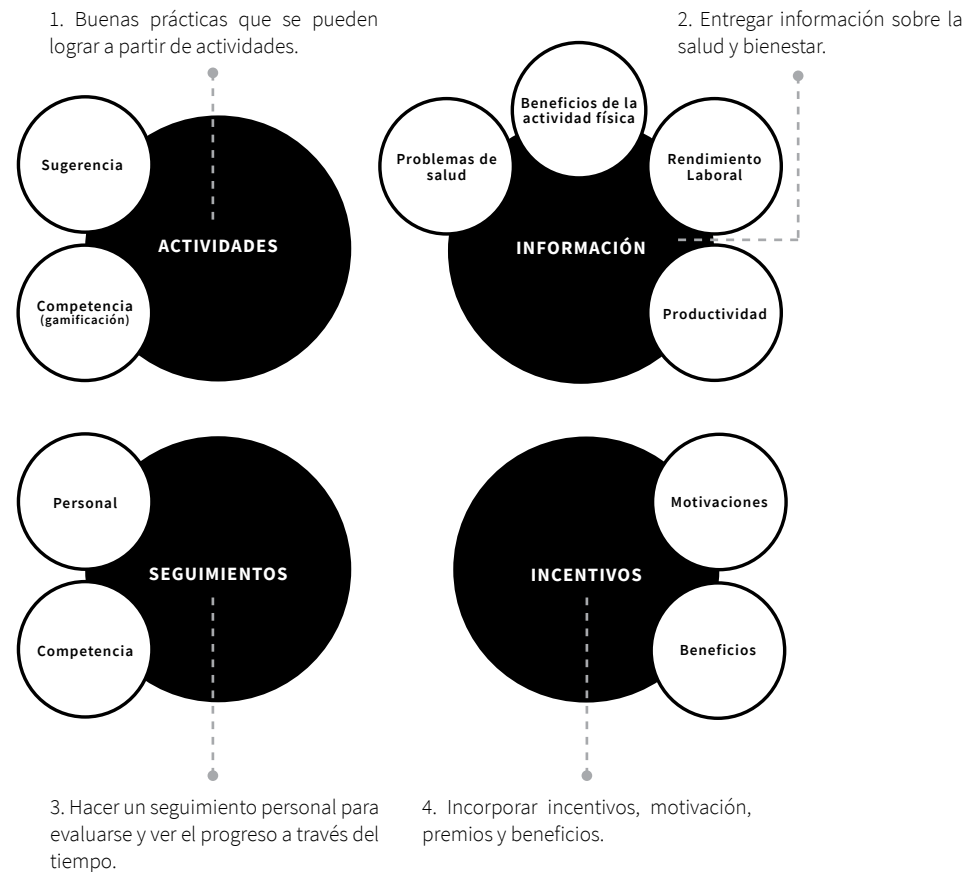 1. Buenas prácticas que se pueden
lograr a partir de actividades.
2. Entregar información sobre la
salud y bienestar.
Sugerencia
Competencia
(gamificación)
ACTIVIDADES
Problemas de
salud
Beneficios de la
actividad física
Rendimiento
Laboral
Productividad
INFORMACIÓN
Personal
Competencia
SEGUIMIENTOS
Motivaciones
Beneficios
INCENTIVOS
3. Hacer un seguimiento personal para
evaluarse y ver el progreso a través del
tiempo.
4. Incorporar incentivos, motivación,
premios y beneficios.